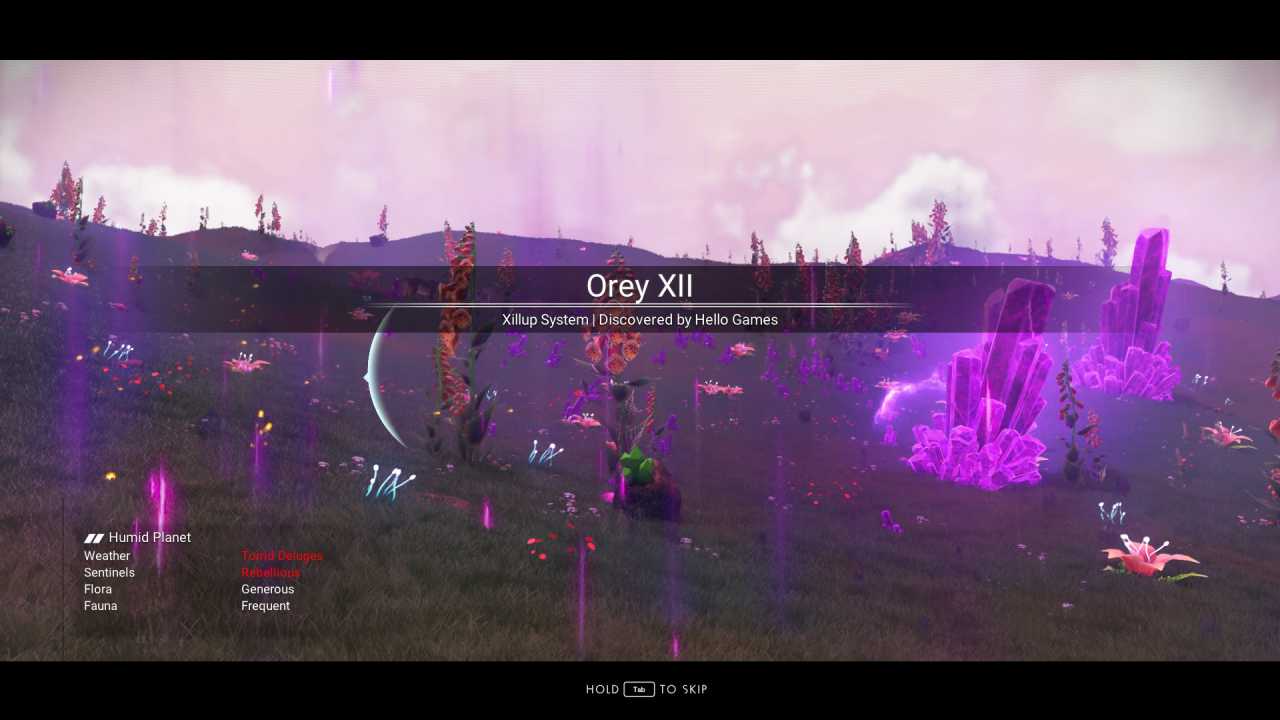 Orey XII
Xillup System | Discovered by Hello Games
Humid Planet
Weather Torrid Deluges
Sentinels Rebellious
Flora Generous
Fauna Frequent
HOLD Tab TO SKIP